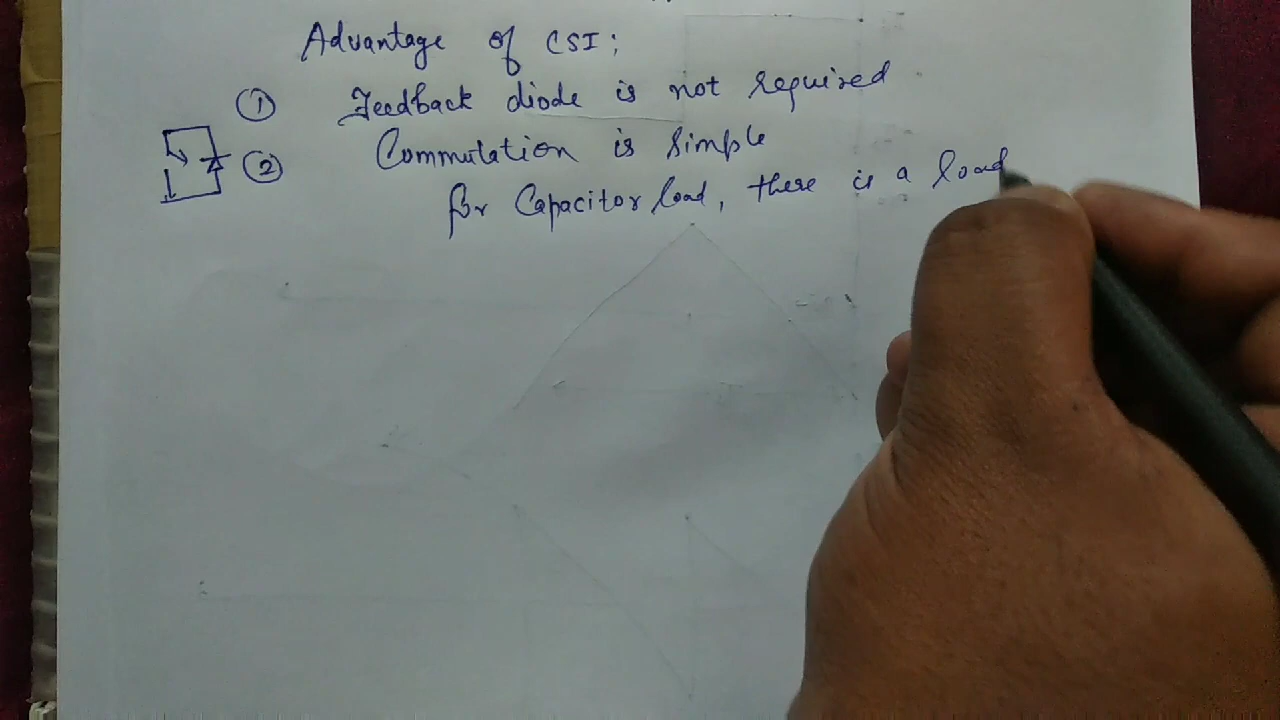 Advantage of CSI;
① Feedback diode is not required
② Commutation is simple
for Capacitor load, there is a load